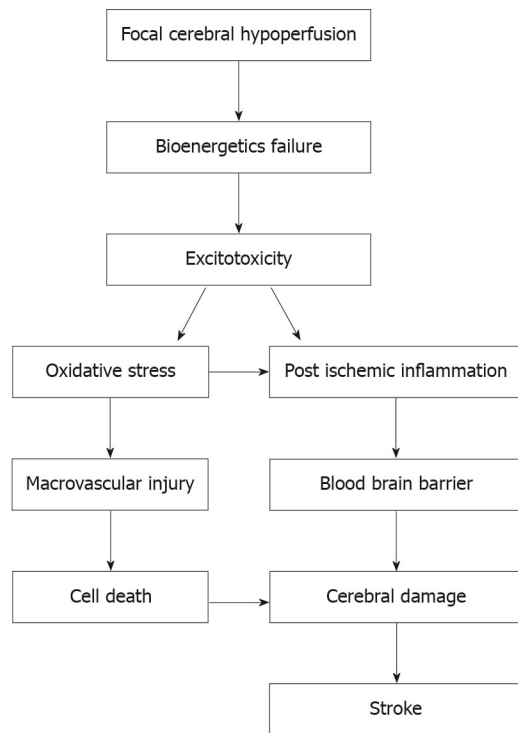 Focal cerebral hypoperfusion
Bioenergetics failure
Excitotoxicity
Oxidative stress
Post ischemic inflammation
Macrovascular injury
Blood brain barrier
Cell death
Cerebral damage
Stroke